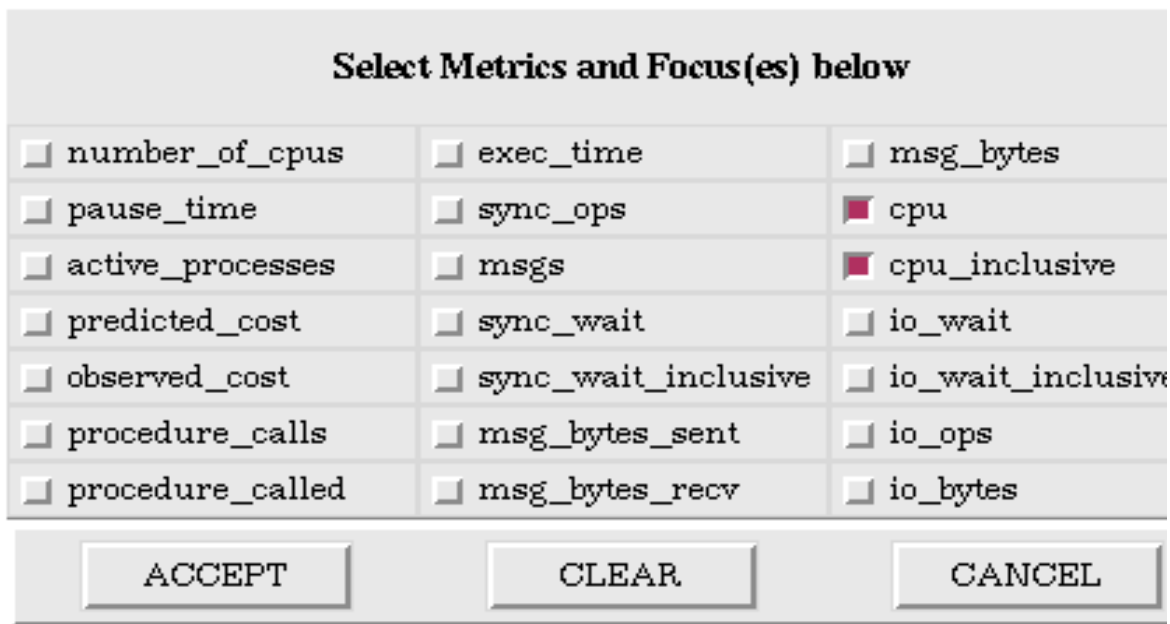 Select Metrics and Focus(es) below
number_of_cpus exec_time msg_bytes
pause_time sync_ops cpu
active_processes msgs cpu_inclusive
predicted_cost sync_wait io_wait
observed_cost sync_wait_inclusive io_wait_inclusive
procedure_calls msg_bytes_sent io_ops
procedure_called msg_bytes_recv io_bytes
ACCEPT CLEAR CANCEL